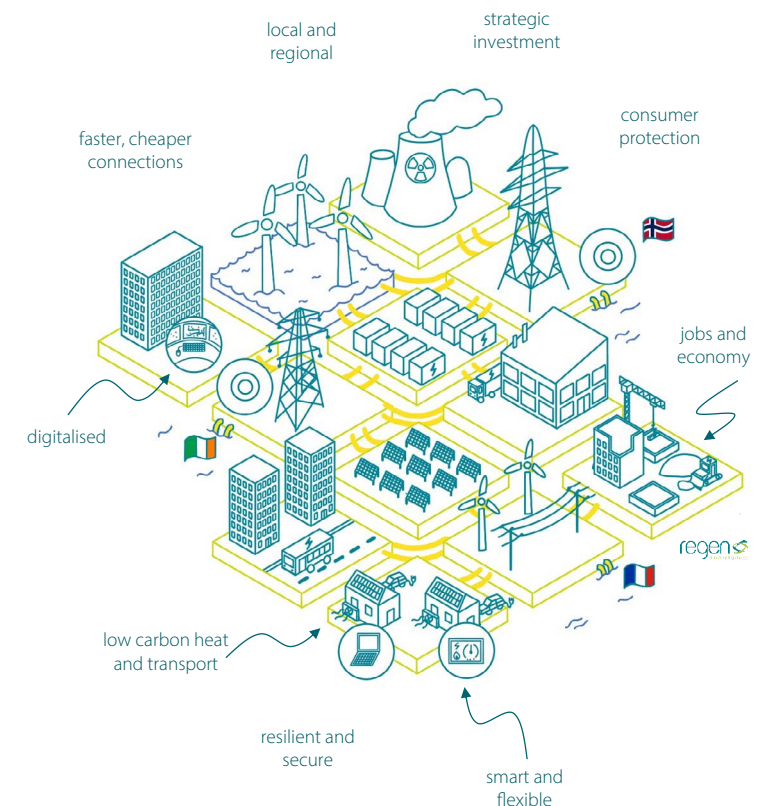 local and
regional
strategic
investment
consumer
protection
faster, cheaper
connections
jobs and
economy
digitalised
regen
low carbon heat
and transport
resilient and
secure
smart and
flexible